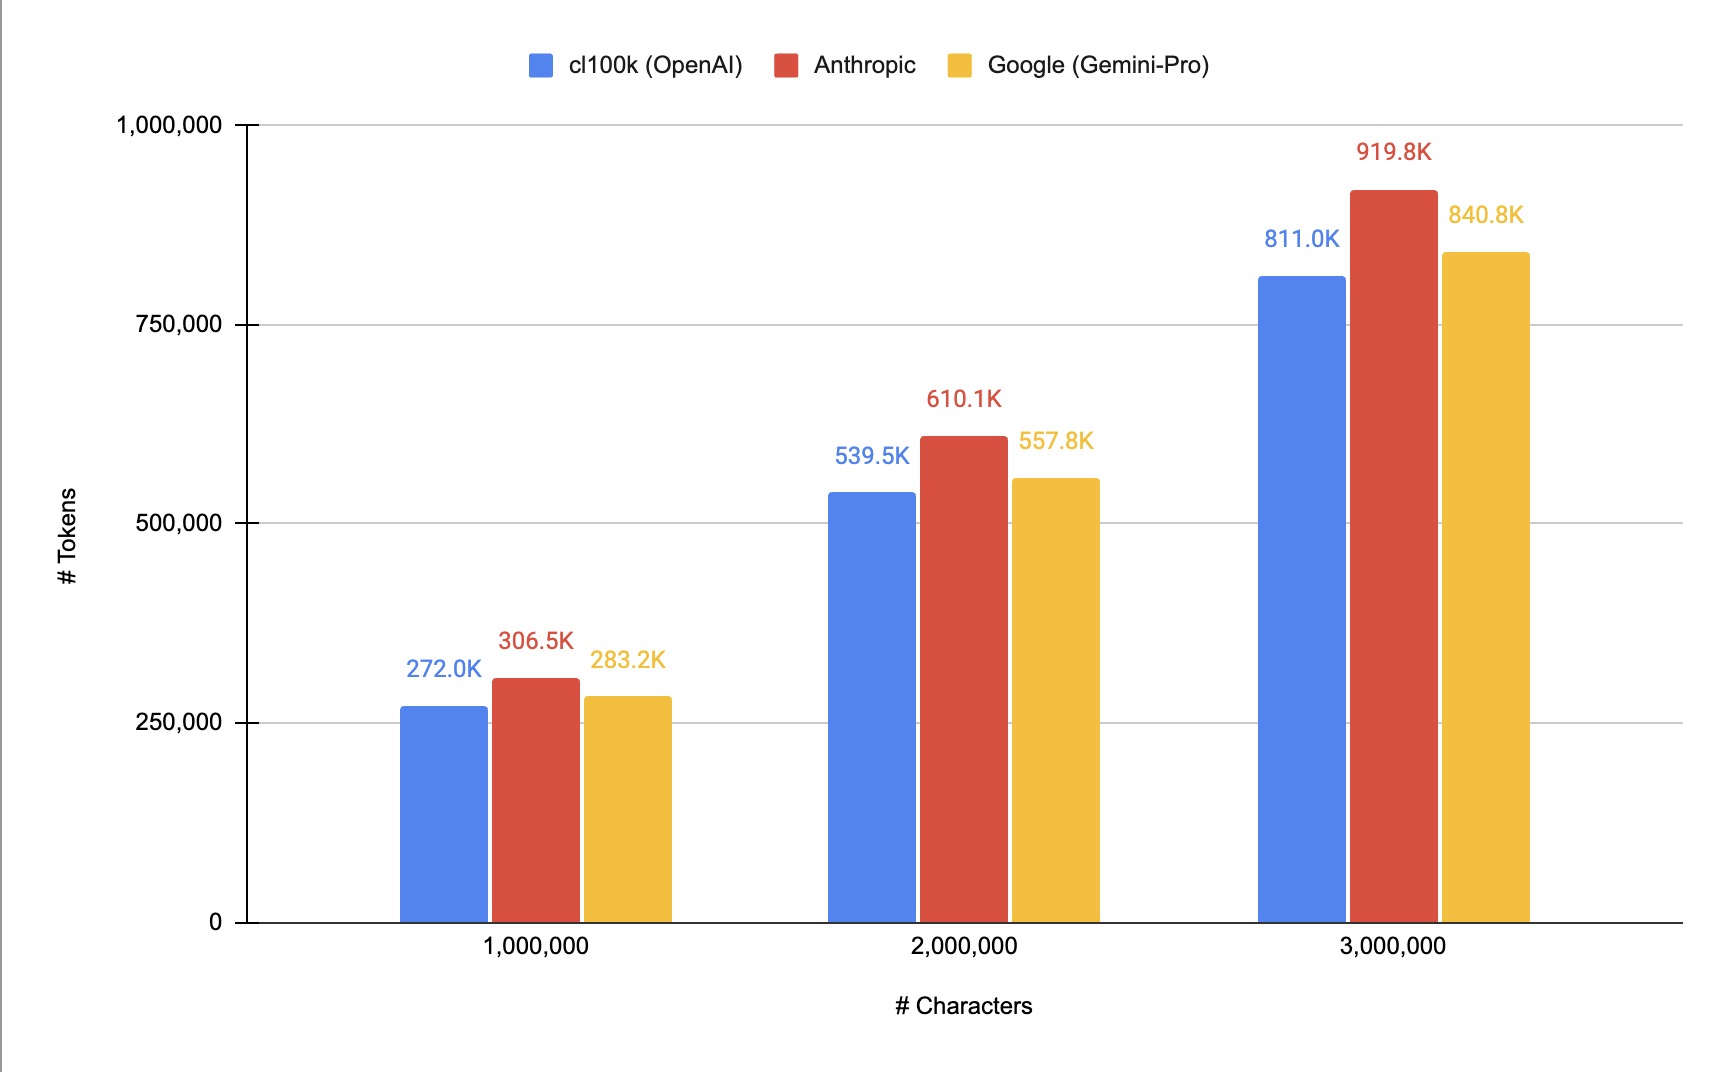 cl100k (OpenAI) Anthropic Google (Gemini-Pro)
1,000,000
750,000
500,000
250,000
0
# Tokens
272.0K
306.5K
283.2K
539.5K
610.1K
557.8K
811.0K
919.8K
840.8K
1,000,000 2,000,000 3,000,000
# Characters